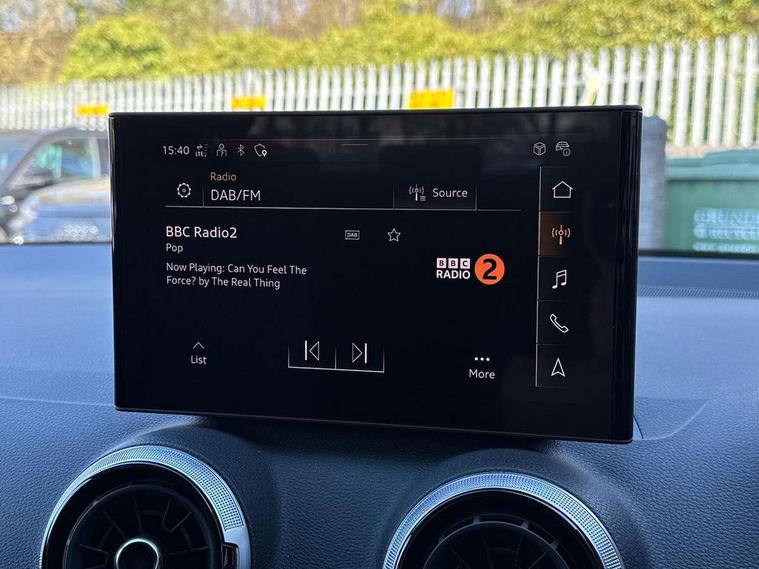 15:40 LTE
Radio
DAB/FM
Source
BBC Radio2
DAB
Pop
Now Playing: Can You Feel The
Force? by The Real Thing
BBC
RADIO 2
List
More